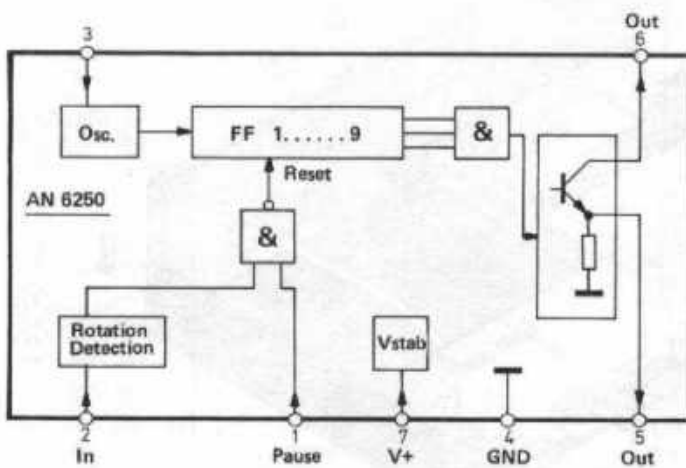 3
Out
6
Osc.
FF 1......9
&
Reset
AN 6250
&
Rotation
Detection
Vstab
2
1
7
4
5
In
Pause
V+
GND
Out